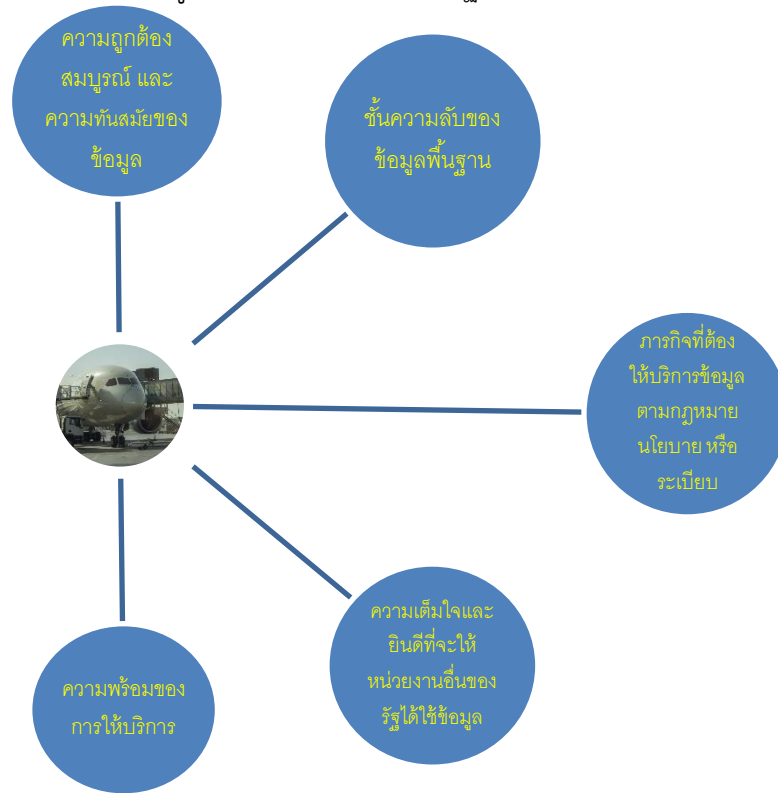 ความถูกต้อง
สมบูรณ์ และ
ความทันสมัยของ
ข้อมูล
ชั้นความลับของ
ข้อมูลพื้นฐาน
ภารกิจที่ต้อง
ให้บริการข้อมูล
ตามกฎหมาย
นโยบาย หรือ
ระเบียบ
ความเต็มใจและ
ยินดีที่จะให้
หน่วยงานอื่นของ
รัฐได้ใช้ข้อมูล
ความพร้อมของ
การให้บริการ